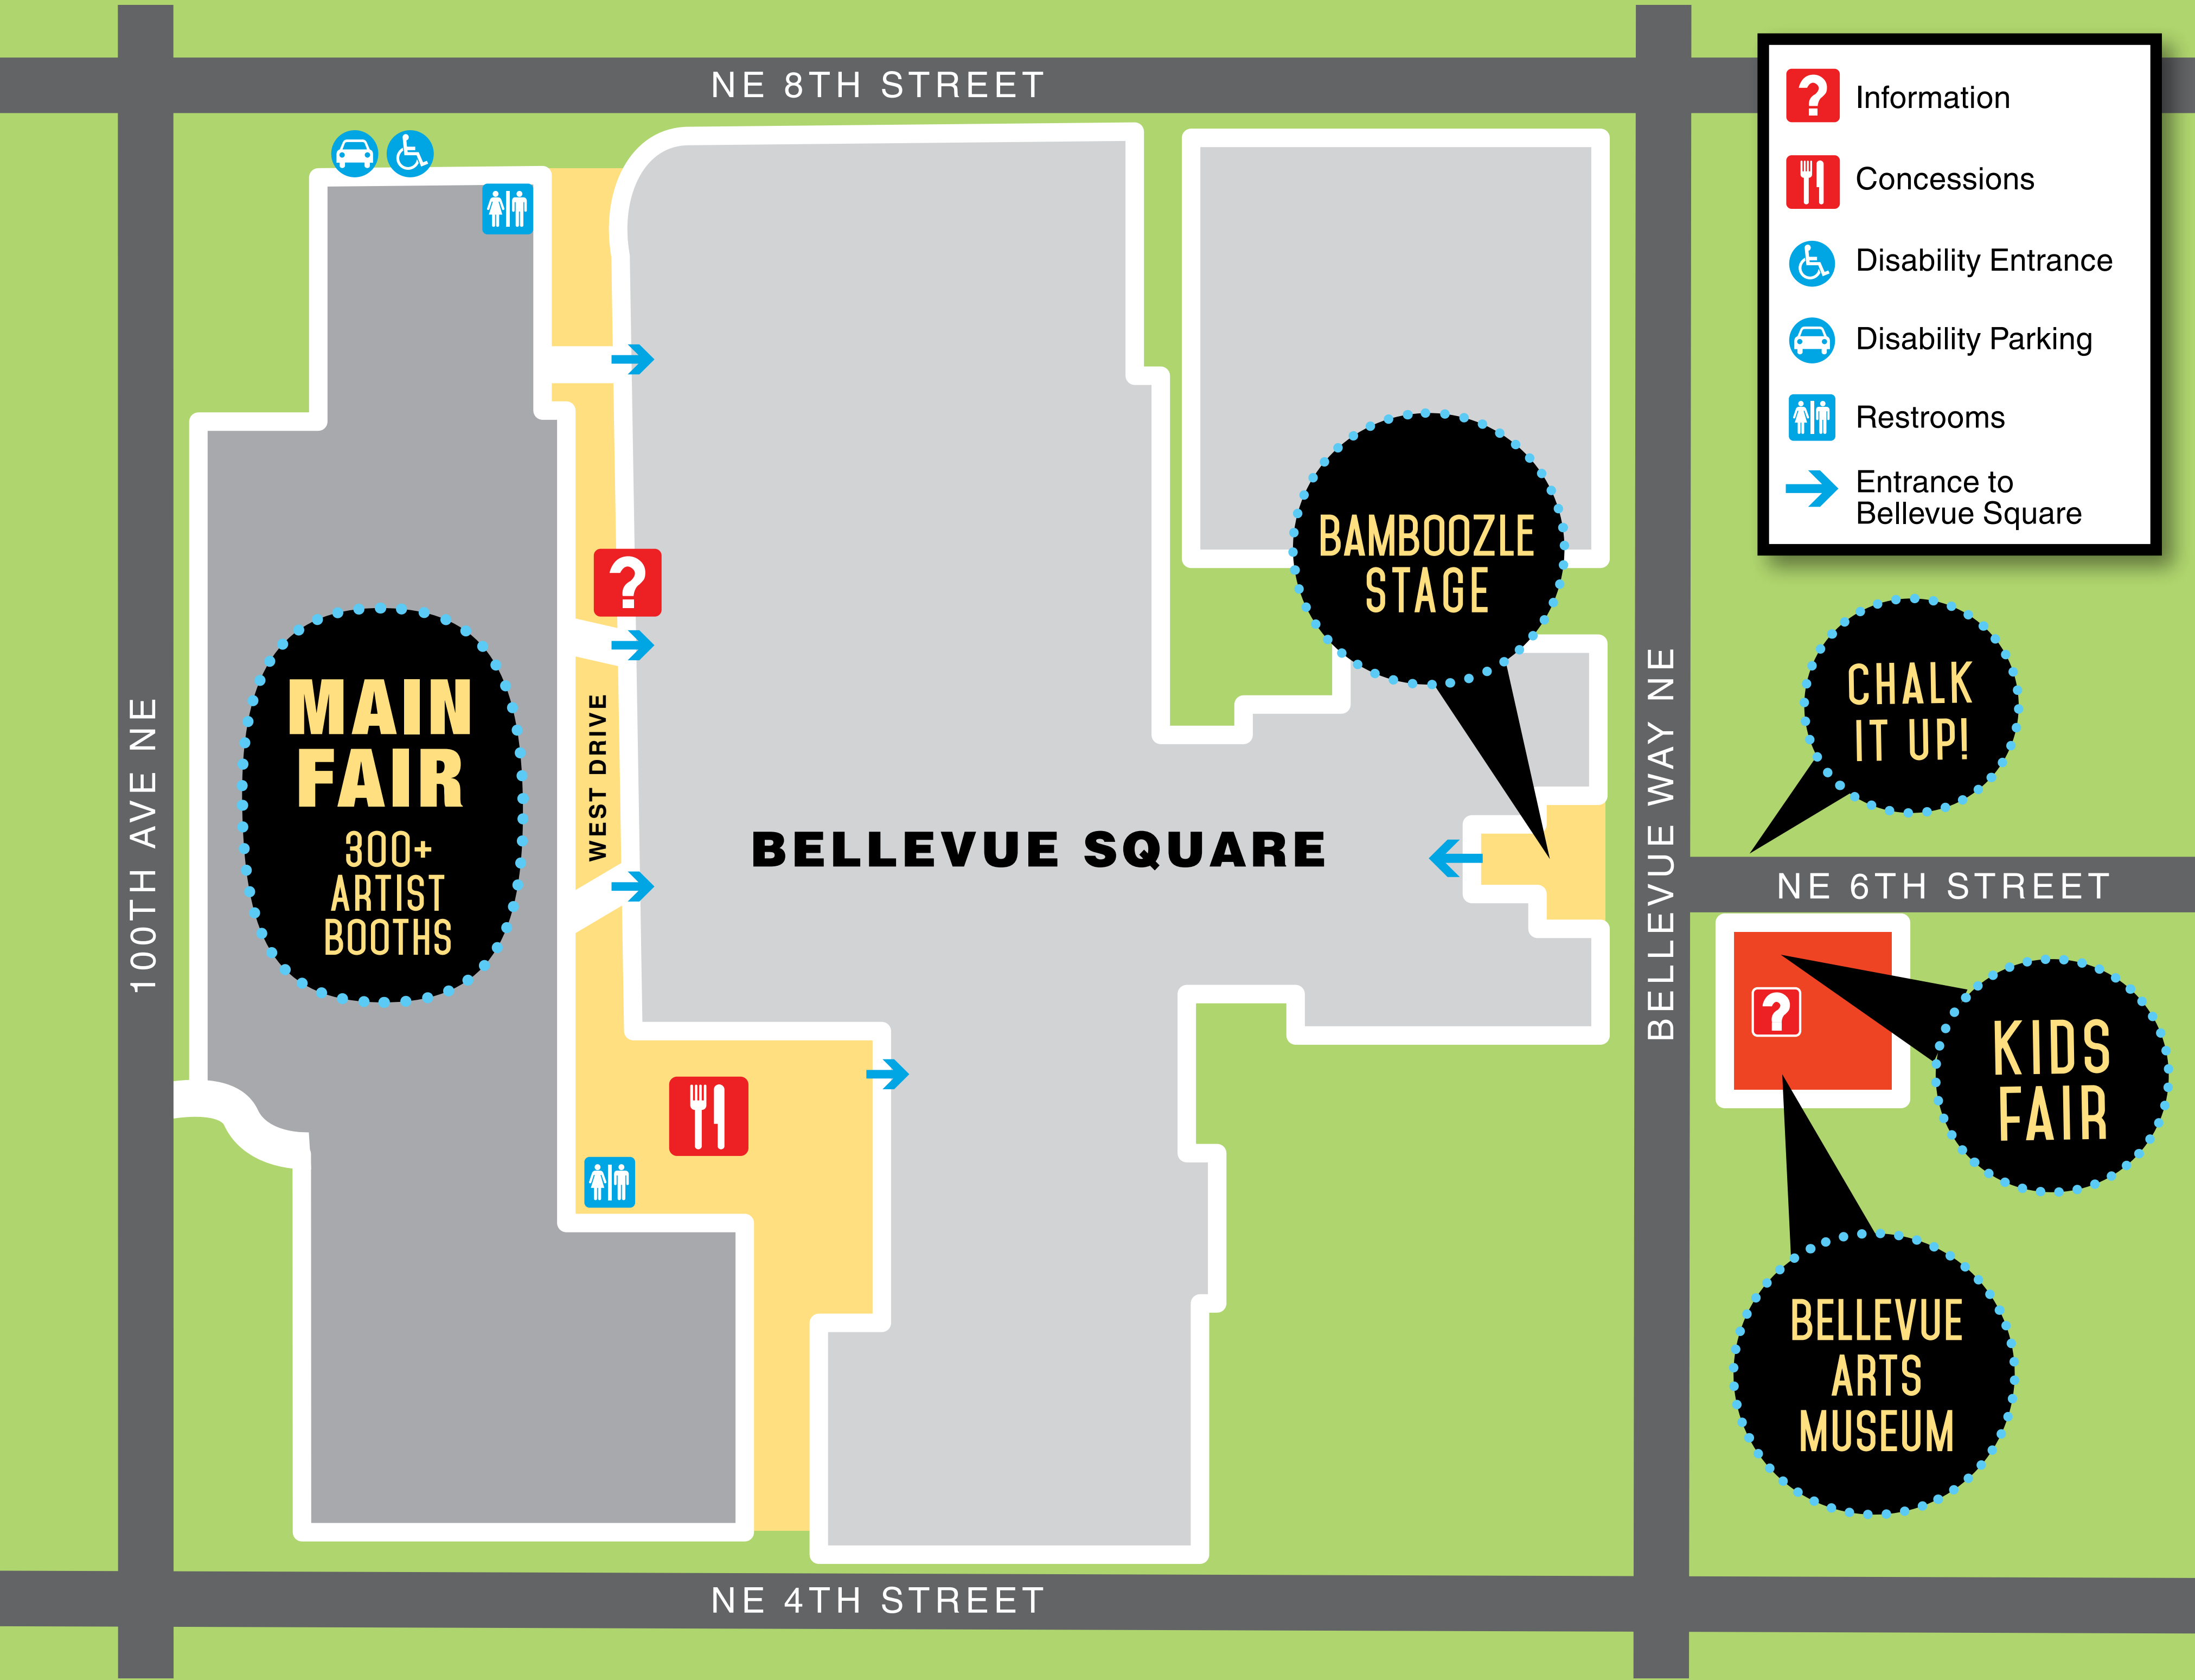 NE 8TH STREET
?
Information
Concessions
Disability Entrance
Disability Parking
Restrooms
Entrance to
Bellevue Square
BAMBOOZLE
STAGE
?
MAIN
FAIR
300+
ARTIST
BOOTHS
100TH AVE NE
WEST DRIVE
BELLEVUE SQUARE
BELLEVUE WAY NE
CHALK
IT UP!
NE 6TH STREET
?
KIDS
FAIR
BELLEVUE
ARTS
MUSEUM
NE 4TH STREET